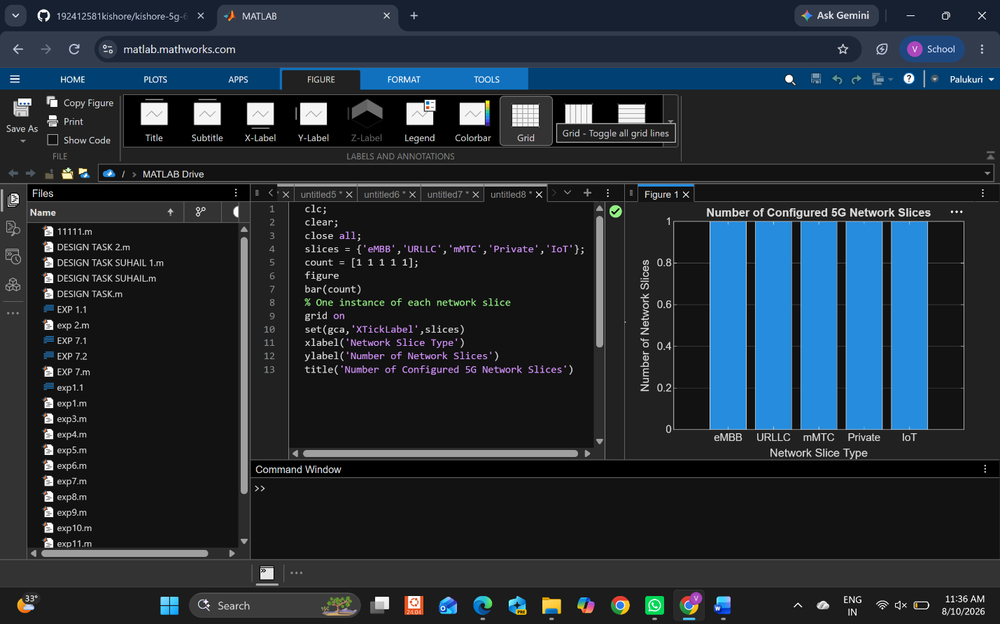 192412581kishore/kishore-5g-6
MATLAB
Ask Gemini
matlab.mathworks.com
V
School
HOME
PLOTS
APPS
FIGURE
FORMAT
TOOLS
Palukuri
Save As
Copy Figure
Print
Show Code
FILE
Title
Subtitle
X-Label
Y-Label
Z-Label
Legend
Colorbar
Grid
Grid - Toggle all grid lines
LABELS AND ANNOTATIONS
/ › MATLAB Drive
Files
Name
11111.m
DESIGN TASK 2.m
DESIGN TASK SUHAIL 1.m
DESIGN TASK SUHAIL.m
DESIGN TASK.m
EXP 1.1
exp 2.m
EXP 7.1
EXP 7.2
EXP 7.m
exp1.1
exp1.m
exp3.m
exp4.m
exp5.m
exp6.m
exp7.m
exp8.m
exp9.m
exp10.m
exp11.m
untitled5 *
untitled6 *
untitled7 *
untitled8 *
1 clc;
2 clear;
3 close all;
4 slices = {'eMBB','URLLC','mMTC','Private','IoT'};
5 count = [1 1 1 1 1];
6 figure
7 bar(count)
8 % One instance of each network slice
9 grid on
10 set(gca,'XTickLabel',slices)
11 xlabel('Network Slice Type')
12 ylabel('Number of Network Slices')
13 title('Number of Configured 5G Network Slices')
Figure 1
Number of Configured 5G Network Slices
Number of Network Slices
1
0.8
0.6
0.4
0.2
0
eMBB URLLC mMTC Private IoT
Network Slice Type
Command Window
>>
33°
Search
24.04
PRE
V
ENG
IN
11:36 AM
8/10/2026